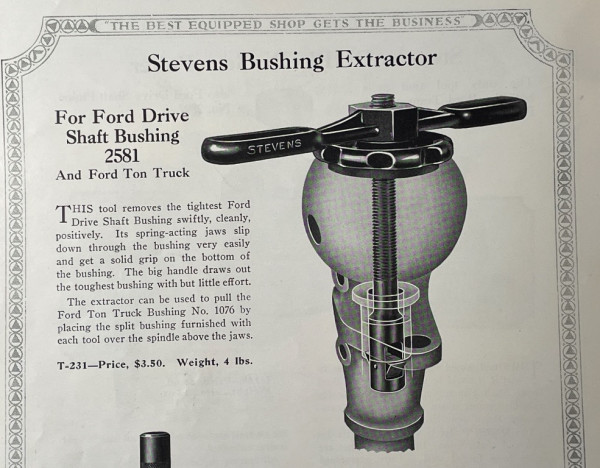 "THE BEST EQUIPPED SHOP GETS THE BUSINESS"
Stevens Bushing Extractor
For Ford Drive
Shaft Bushing
2581
And Ford Ton Truck
STEVENS
THIS tool removes the tightest Ford
Drive Shaft Bushing swiftly, cleanly,
positively. Its spring-acting jaws slip
down through the bushing very easily
and get a solid grip on the bottom of
the bushing. The big handle draws out
the toughest bushing with but little effort.
The extractor can be used to pull the
Ford Ton Truck Bushing No. 1076 by
placing the split bushing furnished with
each tool over the spindle above the jaws.
T-231—Price, $3.50. Weight, 4 lbs.